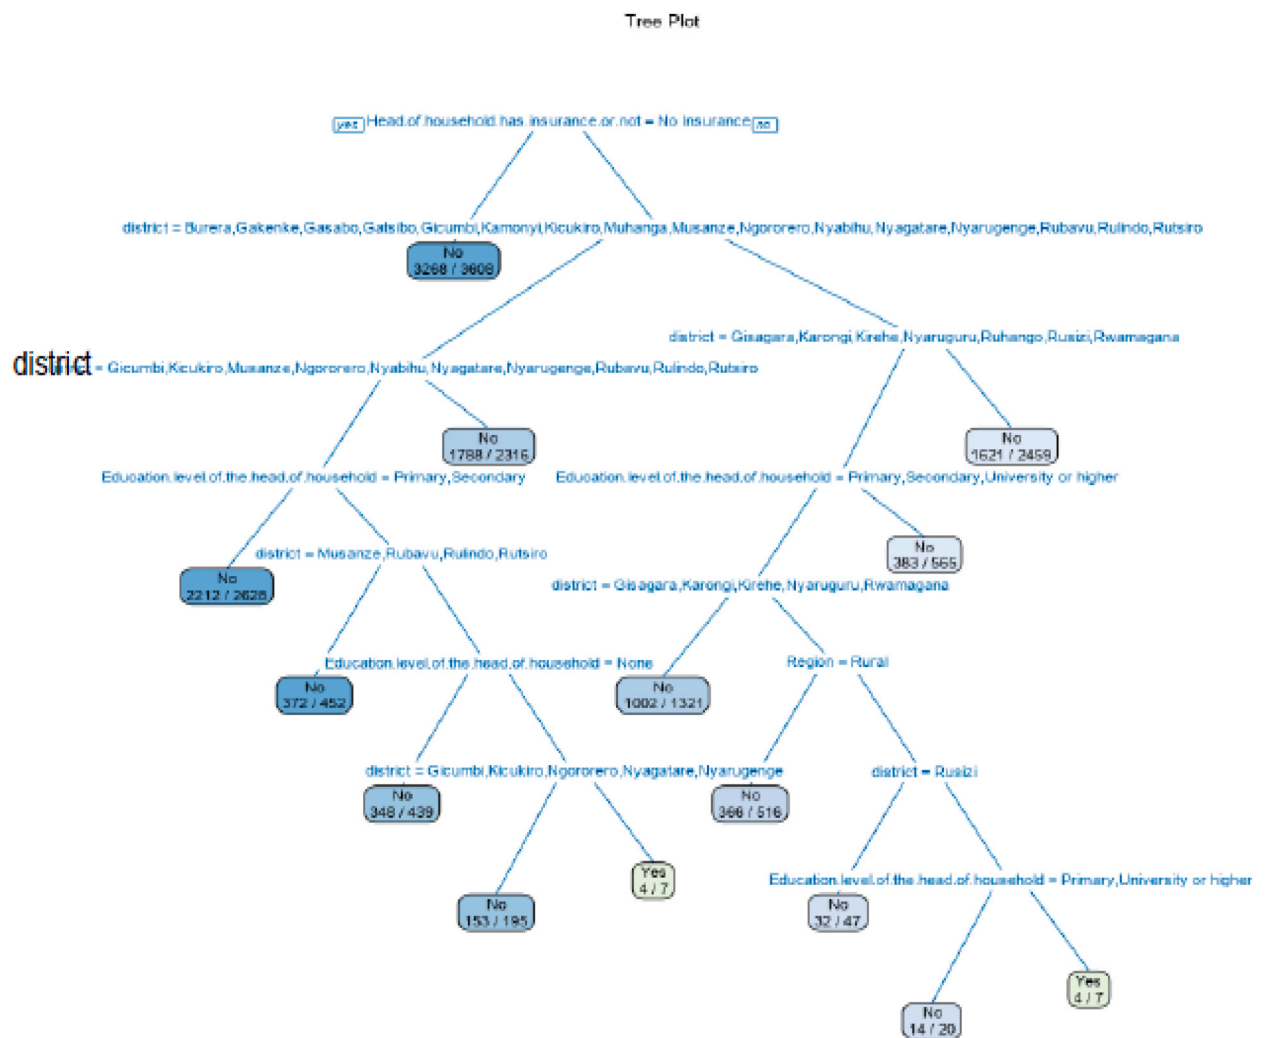 Tree Plot
yes Head.of.household.has.insurance.or.not = No insurance no
district = Burera,Gakenke,Gasabo,Gatsibo,Gicumbi,Kamonyi,Kicukiro,Muhanga,Musanze,Ngororero,Nyabihu,Nyagatare,Nyarugenge,Rubavu,Rulindo,Rutsiro
No
3268 / 3608
district = Gisagara,Karongi,Kirehe,Nyaruguru,Ruhango,Rusizi,Rwamagana
district = Gicumbi,Kicukiro,Musanze,Ngororero,Nyabihu,Nyagatare,Nyarugenge,Rubavu,Rulindo,Rutsiro
No
1788 / 2316
No
1621 / 2459
Education.level.of.the.head.of.household = Primary,Secondary
Education.level.of.the.head.of.household = Primary,Secondary,University or higher
district = Musanze,Rubavu,Rulindo,Rutsiro
No
383 / 565
No
2212 / 2628
district = Gisagara,Karongi,Kirehe,Nyaruguru,Rwamagana
Education.level.of.the.head.of.household = None
Region = Rural
No
372 / 452
No
1002 / 1321
district = Gicumbi,Kicukiro,Ngororero,Nyagatare,Nyarugenge
district = Rusizi
No
348 / 439
No
366 / 516
Yes
4 / 7
Education.level.of.the.head.of.household = Primary,University or higher
No
153 / 195
No
32 / 47
Yes
4 / 7
No
14 / 20